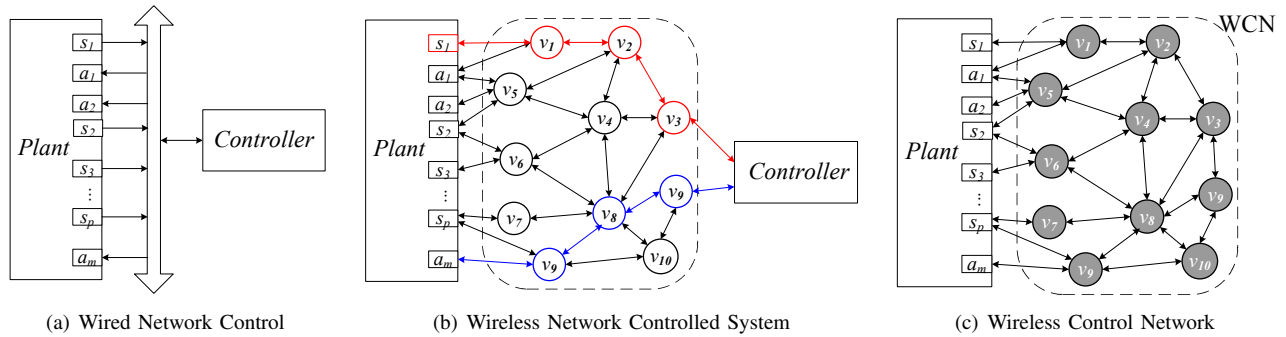 s1
a1
a2
s2
Plant
s3
⋮
sp
am
Controller
(a) Wired Network Control
s1
a1
a2
s2
Plant
s3
⋮
sp
am
v1
v2
v5
v4
v3
v6
v9
v7
v8
v9
v10
Controller
(b) Wireless Network Controlled System
WCN
s1
a1
a2
s2
Plant
s3
⋮
sp
am
v1
v2
v5
v4
v3
v6
v9
v7
v8
v9
v10
(c) Wireless Control Network